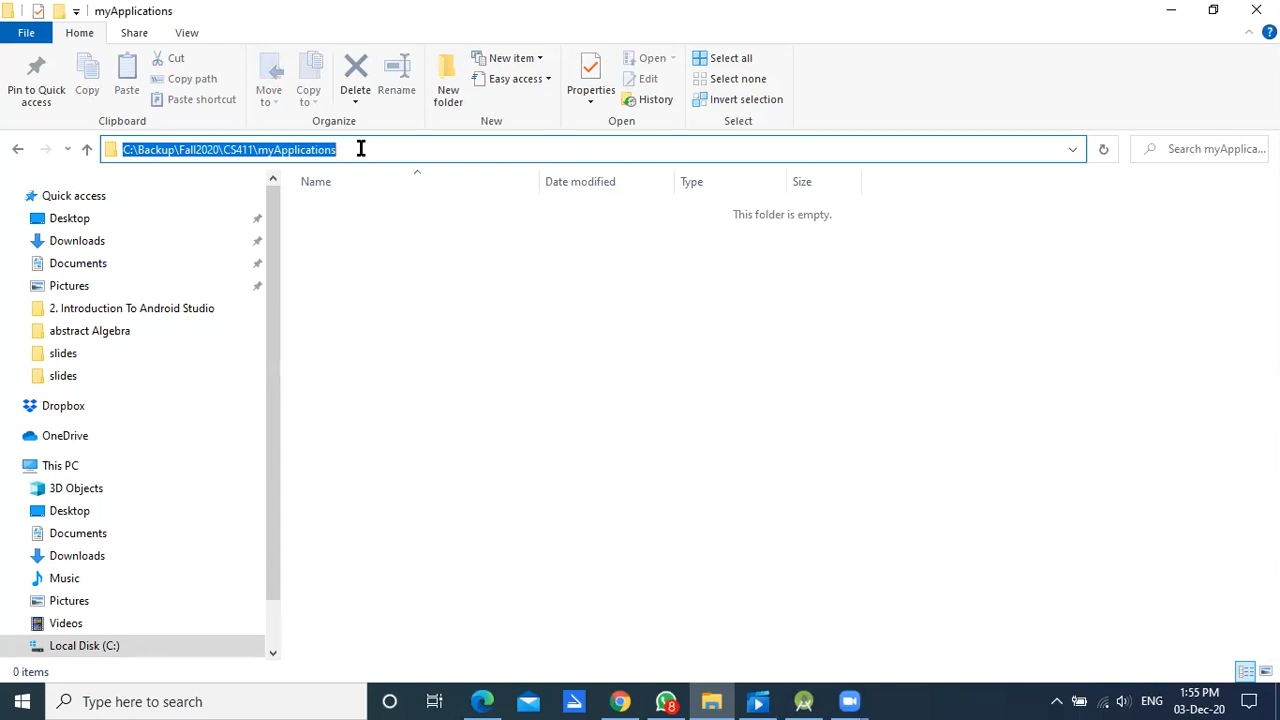 myApplications
File
Home
Share
View
Pin to Quick access
Copy
Paste
Cut
Copy path
Paste shortcut
Clipboard
Move to
Copy to
Delete
Rename
Organize
New folder
New item
Easy access
New
Properties
Open
Edit
History
Open
Select all
Select none
Invert selection
Select
C:\Backup\Fall2020\CS411\myApplications
Search myApplica...
Name
Date modified
Type
Size
This folder is empty.
Quick access
Desktop
Downloads
Documents
Pictures
2. Introduction To Android Studio
abstract Algebra
slides
slides
Dropbox
OneDrive
This PC
3D Objects
Desktop
Documents
Downloads
Music
Pictures
Videos
Local Disk (C:)
0 items
Type here to search
8
ENG
1:55 PM
03-Dec-20